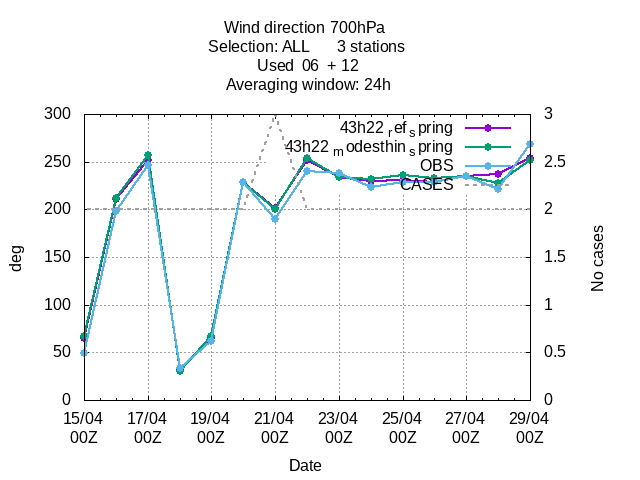 Wind direction 700hPa
Selection: ALL 3 stations
Used 06 + 12
Averaging window: 24h
300 3
43h22 ref spring
43h22 modesthin spring
250 2.5
OBS
CASES
200 2
150 1.5
100 1
50 0.5
0 0
deg
No cases
15/04 17/04 19/04 21/04 23/04 25/04 27/04 29/04
00Z 00Z 00Z 00Z 00Z 00Z 00Z 00Z
Date